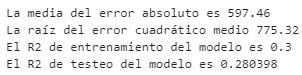 La media del error absoluto es 597.46
La raíz del error cuadrático medio 775.32
El R2 de entrenamiento del modelo es 0.3
El R2 de testeo del modelo es 0.280398